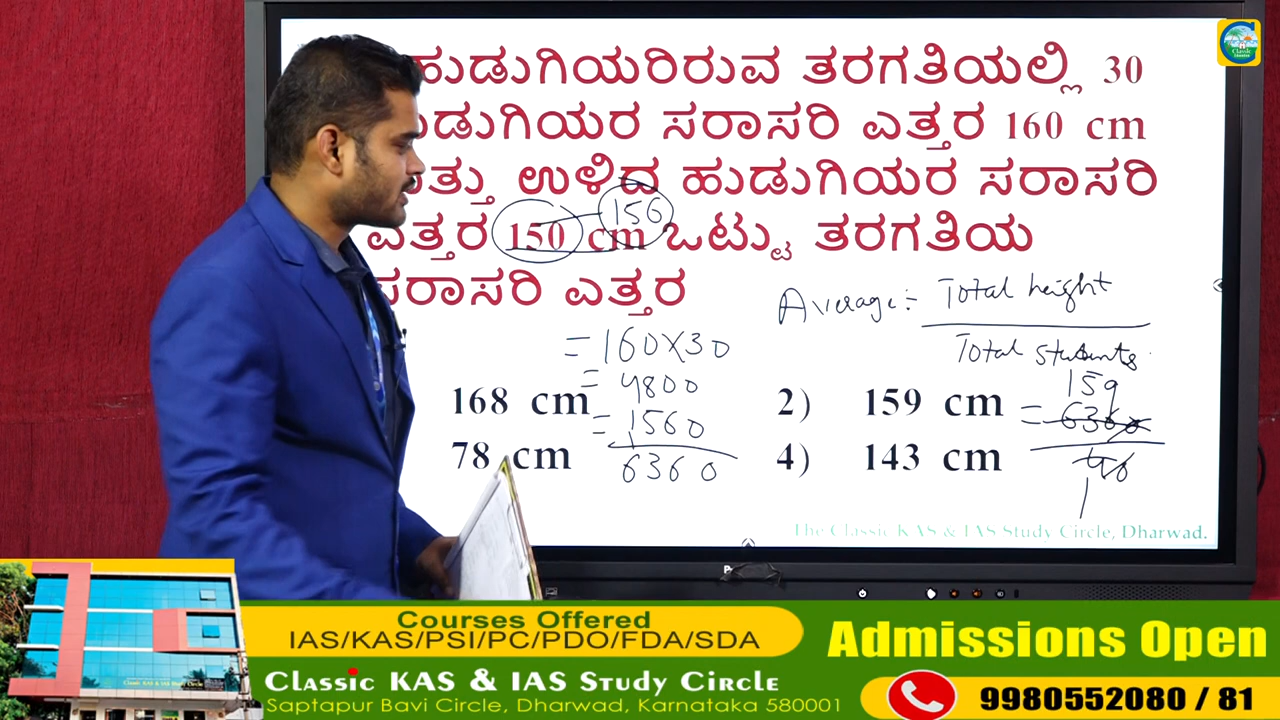 ಹುಡುಗಿಯರಿರುವ ತರಗತಿಯಲ್ಲಿ 30
ಹುಡುಗಿಯರ ಸರಾಸರಿ ಎತ್ತರ 160 cm
ಉಳಿದ ಹುಡುಗಿಯರ ಸರಾಸರಿ
156
ಎತ್ತರ 150 cm ಒಟ್ಟು ತರಗತಿಯ
ಸರಾಸರಿ ಎತ್ತರ
Average:- Total height
Total students
= 160×30
= 4800
= 1560
6360
168 cm
2) 159 cm
78 cm
4) 143 cm
159
= 6360
1
The Classic KAS & IAS Study Circle, Dharwad.
Classic
Courses Offered
IAS/KAS/PSI/PC/PDO/FDA/SDA
Classic KAS & IAS Study Circle
Saptapur Bavi Circle, Dharwad, Karnataka 580001
Admissions Open
9980552080 / 81